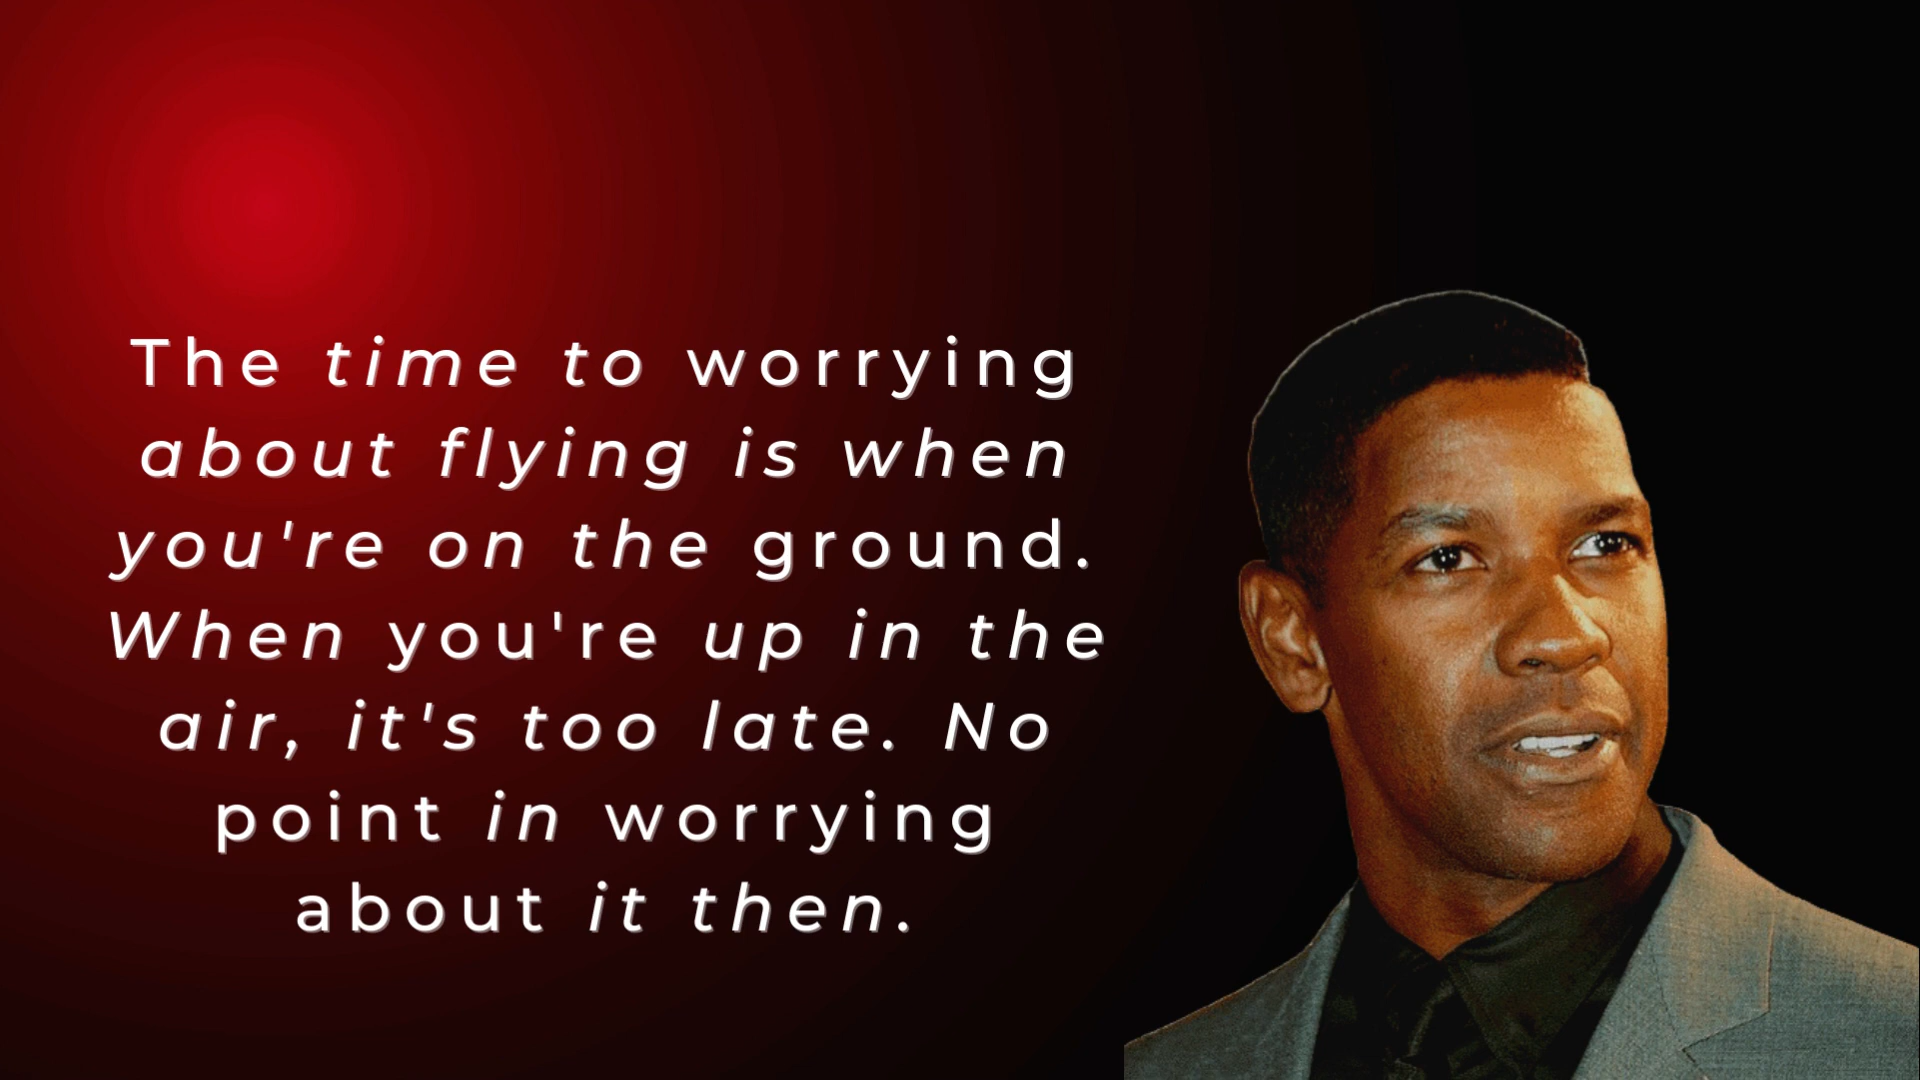 The time to worrying
about flying is when
you're on the ground.
When you're up in the
air, it's too late. No
point in worrying
about it then.